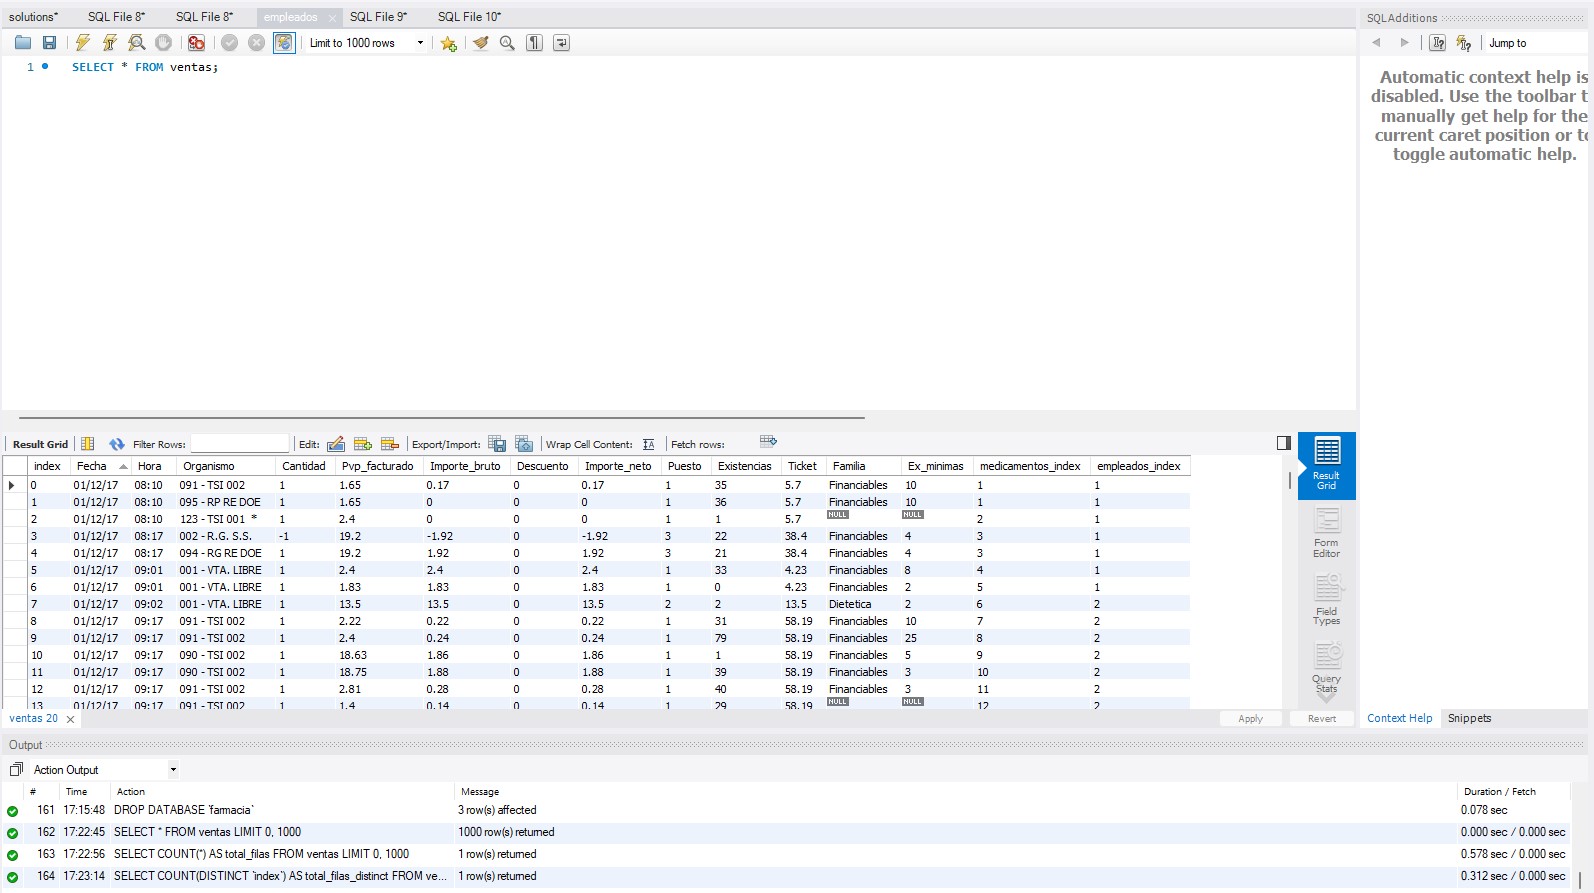 solutions* SQL File 8* SQL File 8* empleados SQL File 9* SQL File 10*
SQLAdditions
Limit to 1000 rows
Jump to
1 SELECT * FROM ventas;
Automatic context help is
disabled. Use the toolbar t
manually get help for the
current caret position or to
toggle automatic help.
Result Grid Filter Rows: Edit: Export/Import: Wrap Cell Content: Fetch rows:
index Fecha Hora Organismo Cantidad Pvp_facturado Importe_bruto Descuento Importe_neto Puesto Existencias Ticket Familia Ex_minimas medicamentos_index empleados_index
0 01/12/17 08:10 091 - TSI 002 1 1.65 0.17 0 0.17 1 35 5.7 Financiables 10 1 1
1 01/12/17 08:10 095 - RP RE DOE 1 1.65 0 0 0 1 36 5.7 Financiables 10 1 1
2 01/12/17 08:10 123 - TSI 001 * 1 2.4 0 0 0 1 1 5.7 NULL NULL 2 1
3 01/12/17 08:17 002 - R.G. S.S. -1 19.2 -1.92 0 -1.92 3 22 38.4 Financiables 4 3 1
4 01/12/17 08:17 094 - RG RE DOE 1 19.2 1.92 0 1.92 3 21 38.4 Financiables 4 3 1
5 01/12/17 09:01 001 - VTA. LIBRE 1 2.4 2.4 0 2.4 1 33 4.23 Financiables 8 4 1
6 01/12/17 09:01 001 - VTA. LIBRE 1 1.83 1.83 0 1.83 1 0 4.23 Financiables 2 5 1
7 01/12/17 09:02 001 - VTA. LIBRE 1 13.5 13.5 0 13.5 2 2 13.5 Dietetica 2 6 2
8 01/12/17 09:17 091 - TSI 002 1 2.22 0.22 0 0.22 1 31 58.19 Financiables 10 7 2
9 01/12/17 09:17 091 - TSI 002 1 2.4 0.24 0 0.24 1 79 58.19 Financiables 25 8 2
10 01/12/17 09:17 090 - TSI 002 1 18.63 1.86 0 1.86 1 1 58.19 Financiables 5 9 2
11 01/12/17 09:17 090 - TSI 002 1 18.75 1.88 0 1.88 1 39 58.19 Financiables 3 10 2
12 01/12/17 09:17 091 - TSI 002 1 2.81 0.28 0 0.28 1 40 58.19 Financiables 3 11 2
13 01/12/17 09:17 091 - TSI 002 1 1.4 0.14 0 0.14 1 29 58.19 NULL NULL 12 2
Result
Grid
Form
Editor
Field
Types
Query
Stats
ventas 20 Apply Revert
Context Help Snippets
Output
Action Output
# Time Action Message Duration / Fetch
161 17:15:48 DROP DATABASE `farmacia` 3 row(s) affected 0.078 sec
162 17:22:45 SELECT * FROM ventas LIMIT 0, 1000 1000 row(s) returned 0.000 sec / 0.000 sec
163 17:22:56 SELECT COUNT(*) AS total_filas FROM ventas LIMIT 0, 1000 1 row(s) returned 0.578 sec / 0.000 sec
164 17:23:14 SELECT COUNT(DISTINCT `index`) AS total_filas_distinct FROM ve... 1 row(s) returned 0.312 sec / 0.000 sec